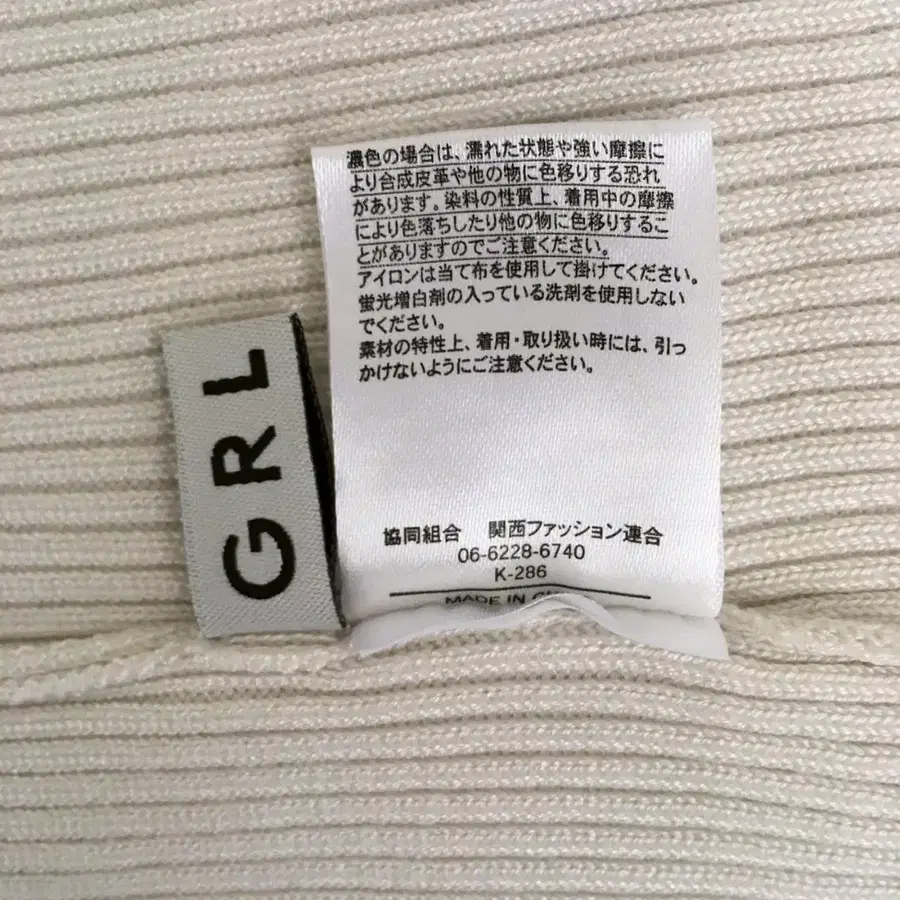 濃色の場合は、濡れた状態や強い摩擦に
より合成皮革や他の物に色移りする恐れ
があります。染料の性質上、着用中の摩擦
により色落ちしたり他の物に色移りするこ
とがありますのでご注意ください。
アイロンは当て布を使用して掛けてください。
蛍光増白剤の入っている洗剤を使用しない
でください。
素材の特性上、着用・取り扱い時には、引っ
かけないようにご注意ください。
協同組合 関西ファッション連合
06-6228-6740
K-286
MADE IN
GRL